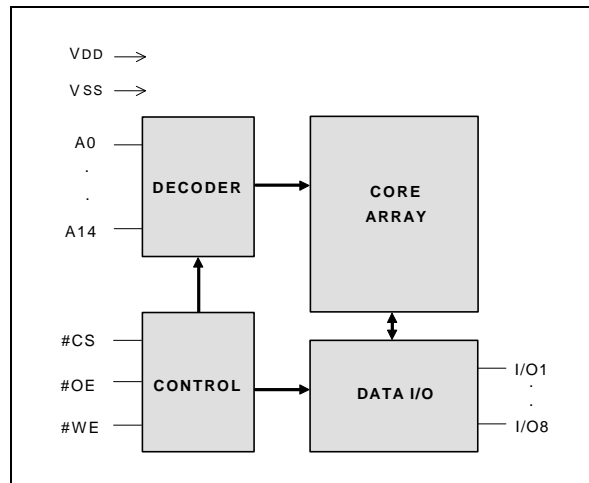 VDD
VSS
A0
.
.
A14
DECODER
CORE
ARRAY
#CS
#OE
#WE
CONTROL
DATA I/O
I/O1
.
.
I/O8